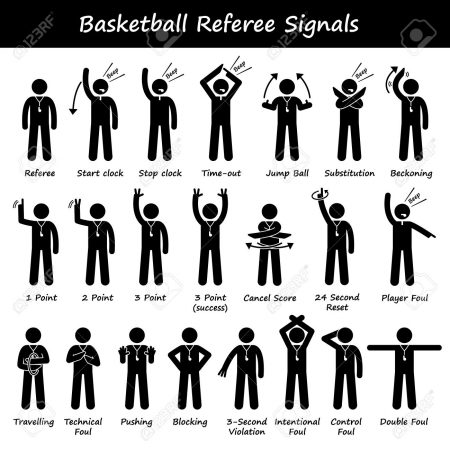 Basketball Referee Signals
Beep Beep Beep Beep
Referee Start clock Stop clock Time-out Jump Ball Substitution Beckoning
Beep
1 Point 2 Point 3 Point 3 Point (success) Cancel Score 24 Second Reset Player Foul
Travelling Technical Foul Pushing Blocking 3-Second Violation Intentional Foul Control Foul Double Foul
123RF